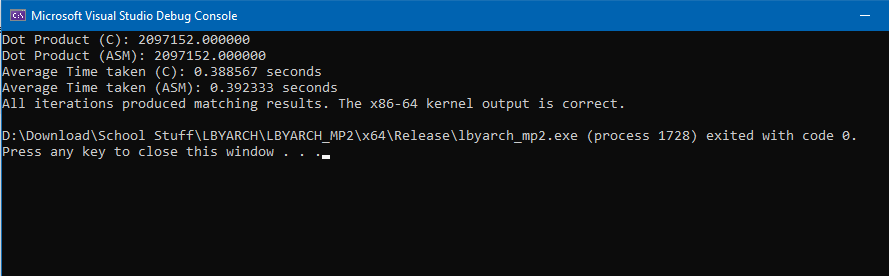 Microsoft Visual Studio Debug Console
Dot Product (C): 2097152.000000
Dot Product (ASM): 2097152.000000
Average Time taken (C): 0.388567 seconds
Average Time taken (ASM): 0.392333 seconds
All iterations produced matching results. The x86-64 kernel output is correct.
D:\Download\School Stuff\LBYARCH\LBYARCH_MP2\x64\Release\lbyarch_mp2.exe (process 1728) exited with code 0.
Press any key to close this window . . .